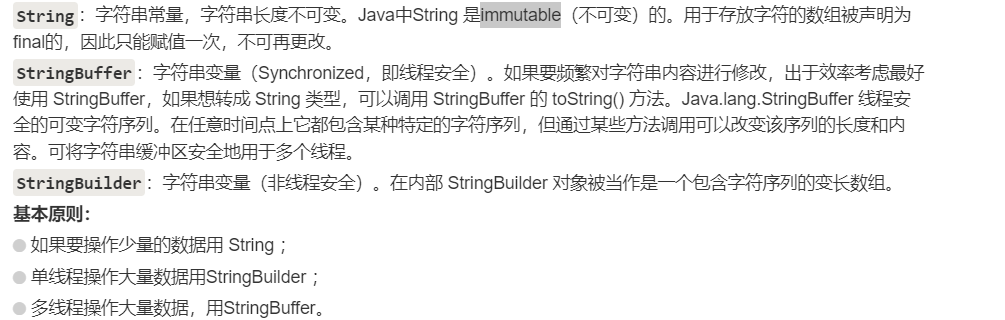 String：字符串常量，字符串长度不可变。Java中String 是immutable（不可变）的。用于存放字符的数组被声明为
final的，因此只能赋值一次，不可再更改。
StringBuffer：字符串变量（Synchronized，即线程安全）。如果要频繁对字符串内容进行修改，出于效率考虑最好
使用 StringBuffer，如果想转成 String 类型，可以调用 StringBuffer 的 toString() 方法。Java.lang.StringBuffer 线程安
全的可变字符序列。在任意时间点上它都包含某种特定的字符序列，但通过某些方法调用可以改变该序列的长度和内
容。可将字符串缓冲区安全地用于多个线程。
StringBuilder：字符串变量（非线程安全）。在内部 StringBuilder 对象被当作是一个包含字符序列的变长数组。
基本原则：
如果要操作少量的数据用 String ；
单线程操作大量数据用StringBuilder ；
多线程操作大量数据，用StringBuffer。